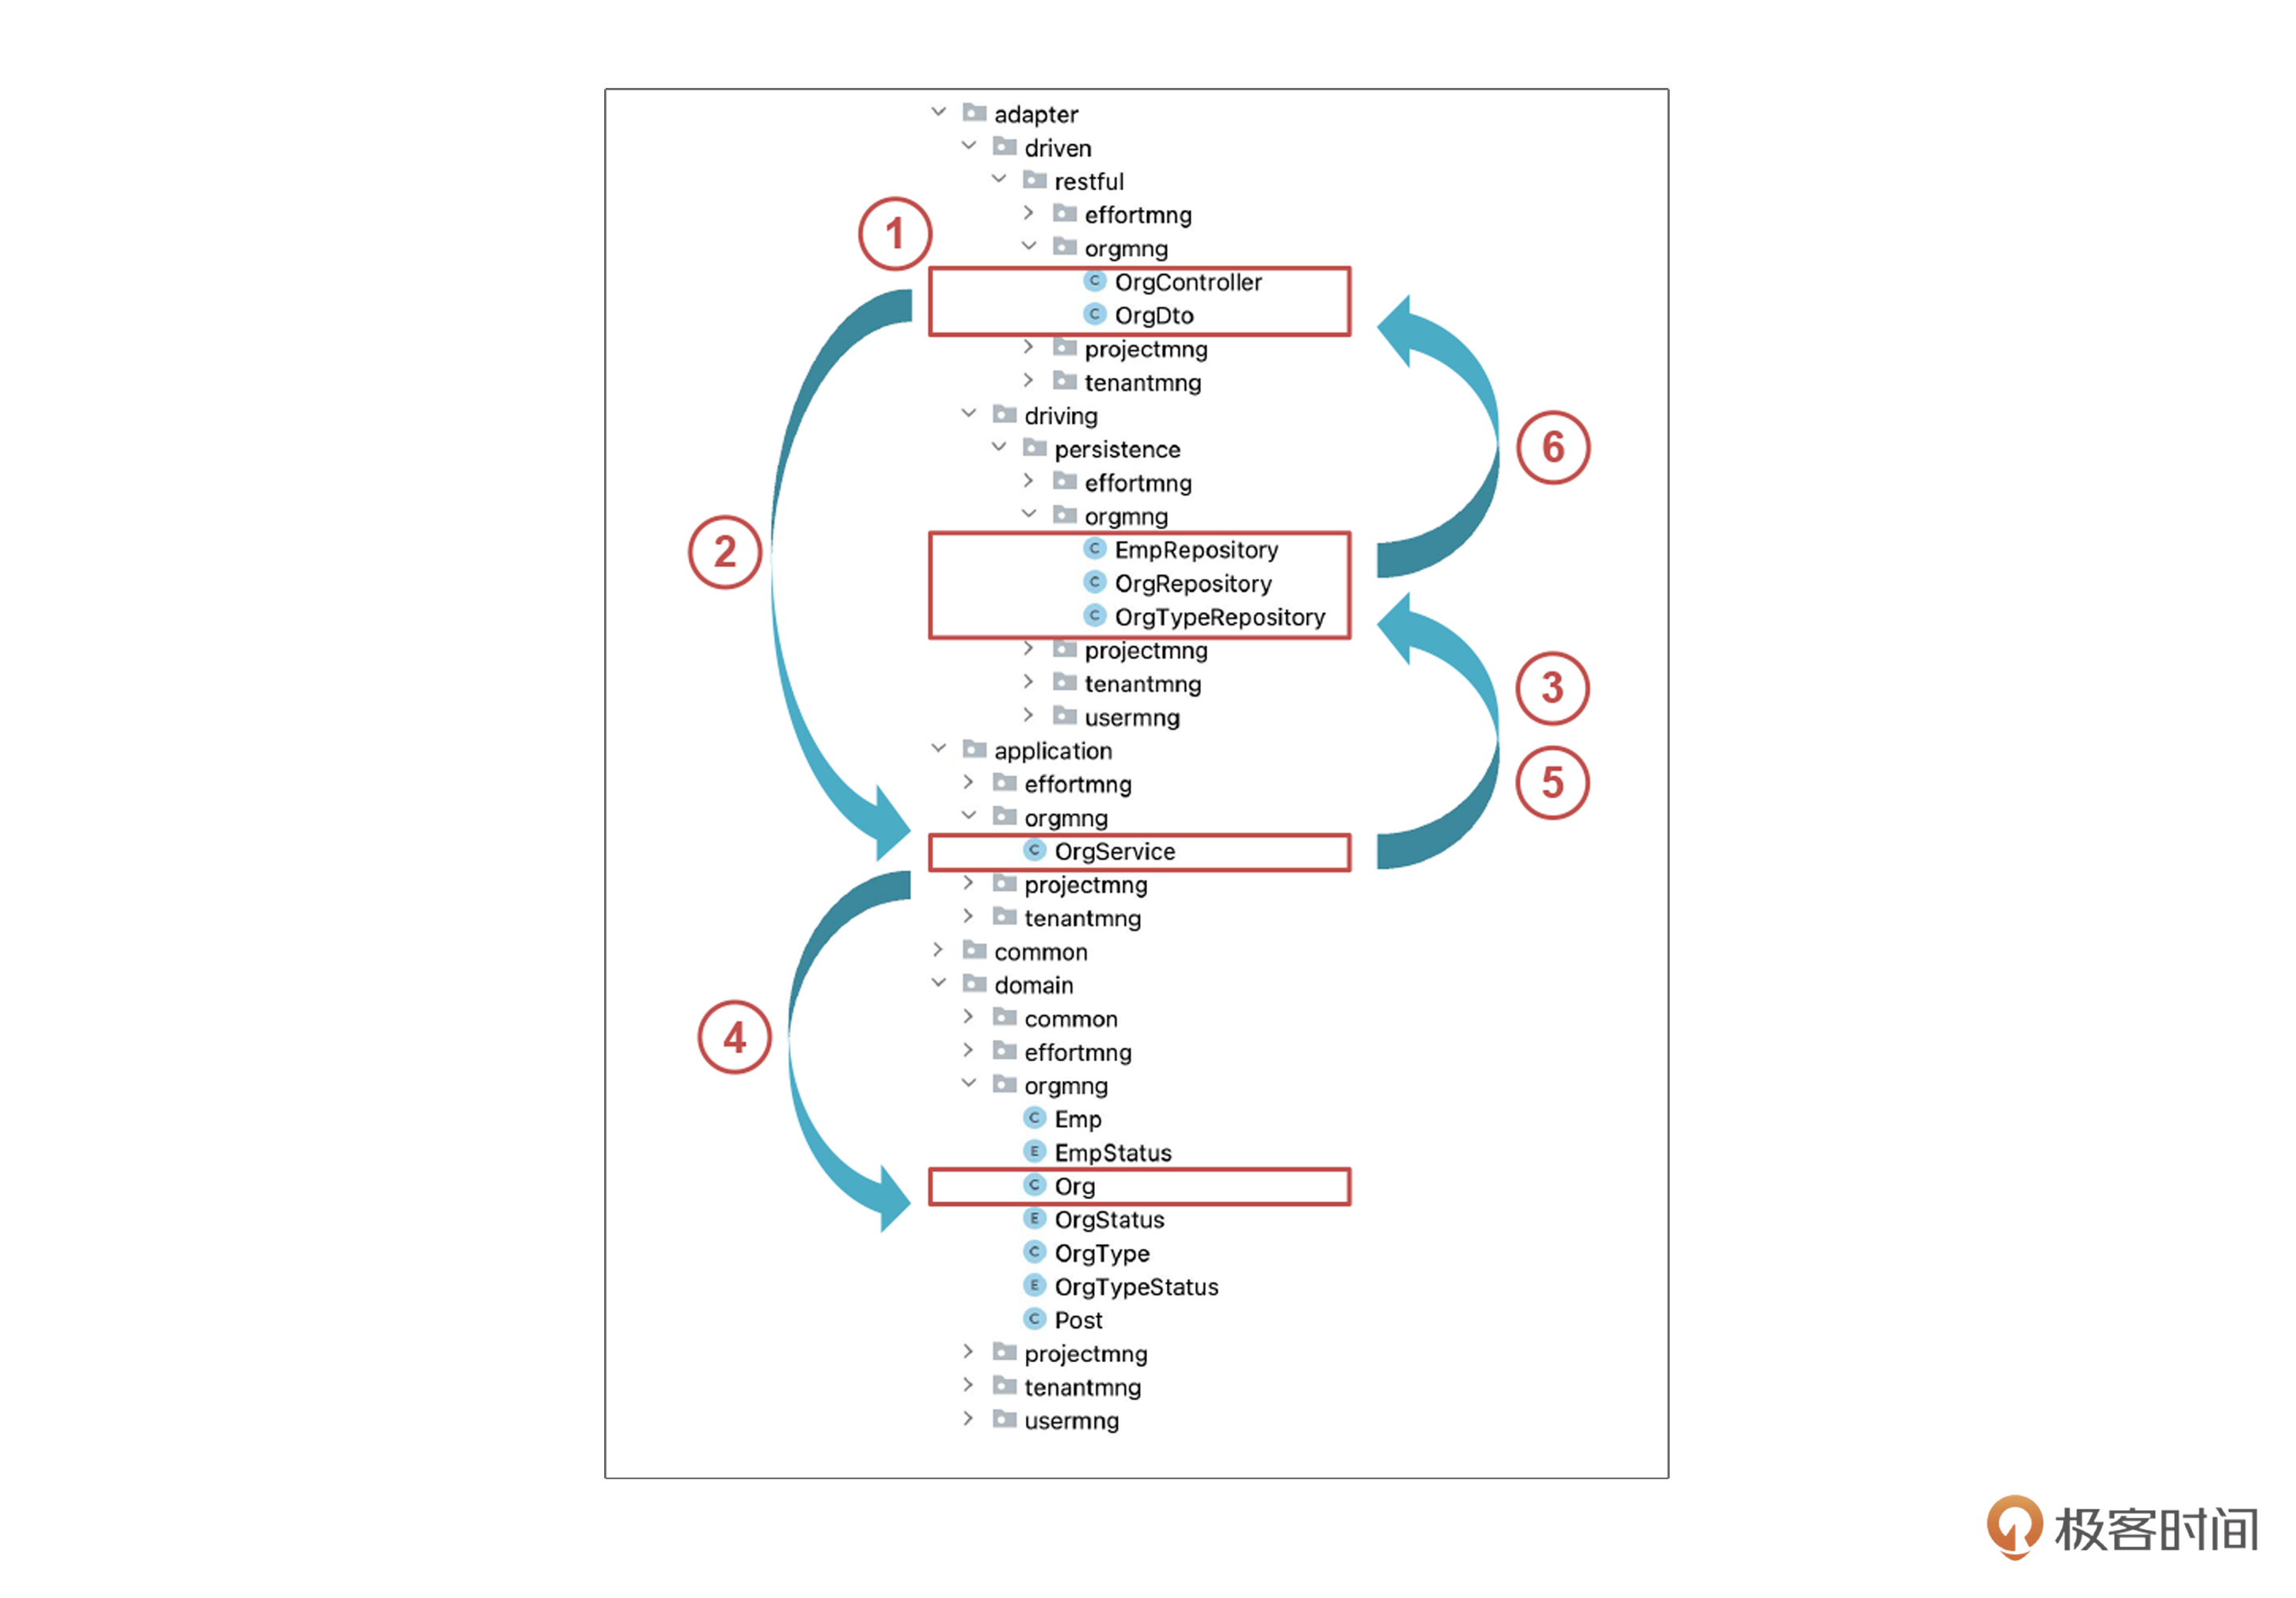 adapter
driven
restful
effortmng
① orgmng
OrgController
OrgDto
projectmng
tenantmng
driving
⑥ persistence
effortmng
orgmng
② EmpRepository
OrgRepository
OrgTypeRepository
projectmng
③ tenantmng
usermng
application
⑤ effortmng
orgmng
OrgService
projectmng
tenantmng
common
domain
④ common
effortmng
orgmng
Emp
EmpStatus
Org
OrgStatus
OrgType
OrgTypeStatus
Post
projectmng
tenantmng
usermng
极客时间